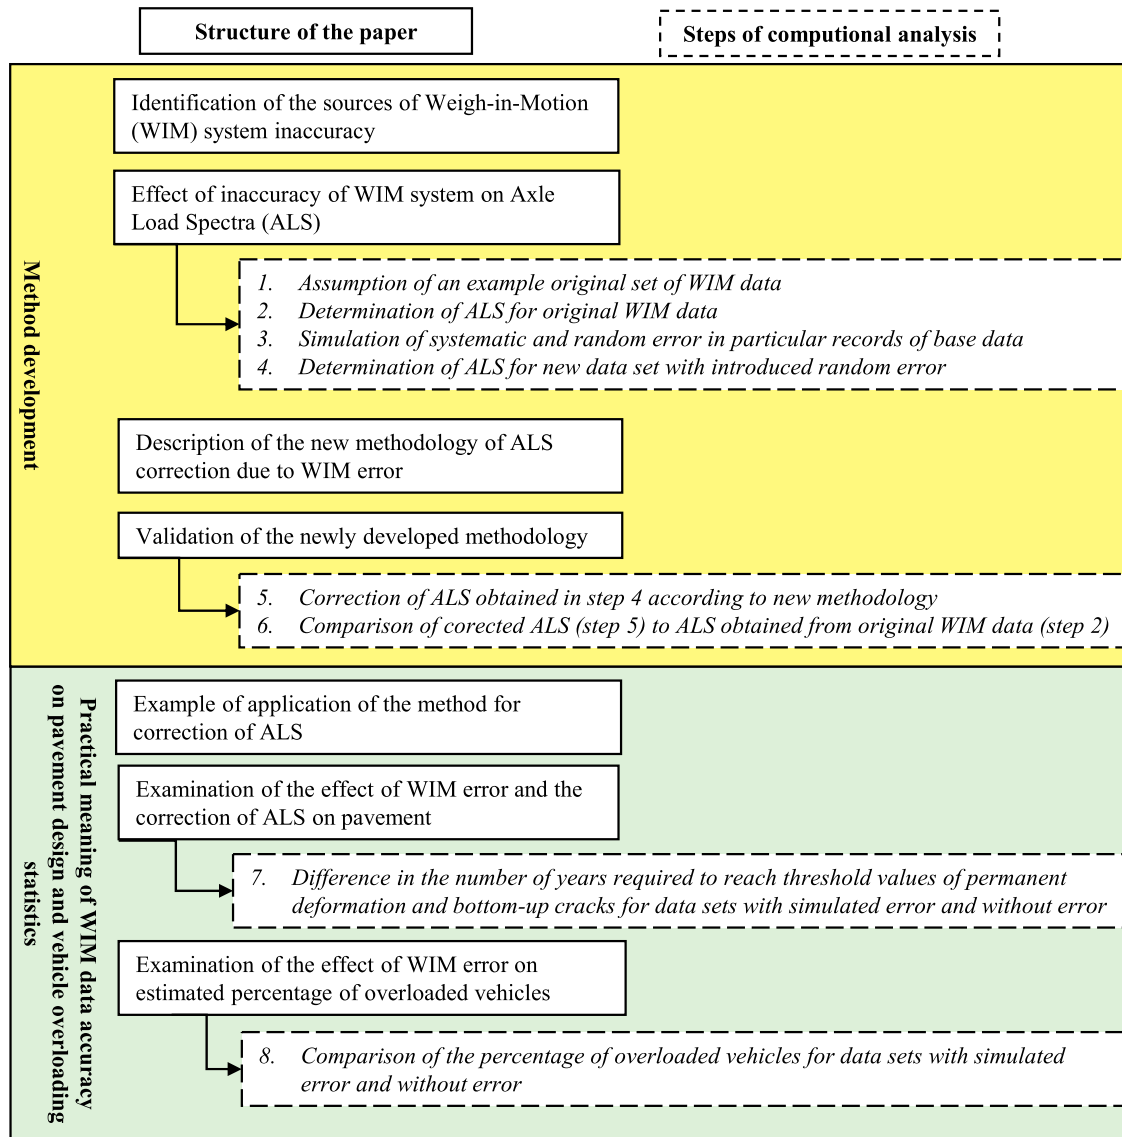 Structure of the paper
Steps of computional analysis
Method development
Identification of the sources of Weigh-in-Motion
(WIM) system inaccuracy
Effect of inaccuracy of WIM system on Axle
Load Spectra (ALS)
1. Assumption of an example original set of WIM data
2. Determination of ALS for original WIM data
3. Simulation of systematic and random error in particular records of base data
4. Determination of ALS for new data set with introduced random error
Description of the new methodology of ALS
correction due to WIM error
Validation of the newly developed methodology
5. Correction of ALS obtained in step 4 according to new methodology
6. Comparison of corected ALS (step 5) to ALS obtained from original WIM data (step 2)
Practical meaning of WIM data accuracy
on pavement design and vehicle overloading
statistics
Example of application of the method for
correction of ALS
Examination of the effect of WIM error and the
correction of ALS on pavement
7. Difference in the number of years required to reach threshold values of permanent
deformation and bottom-up cracks for data sets with simulated error and without error
Examination of the effect of WIM error on
estimated percentage of overloaded vehicles
8. Comparison of the percentage of overloaded vehicles for data sets with simulated
error and without error